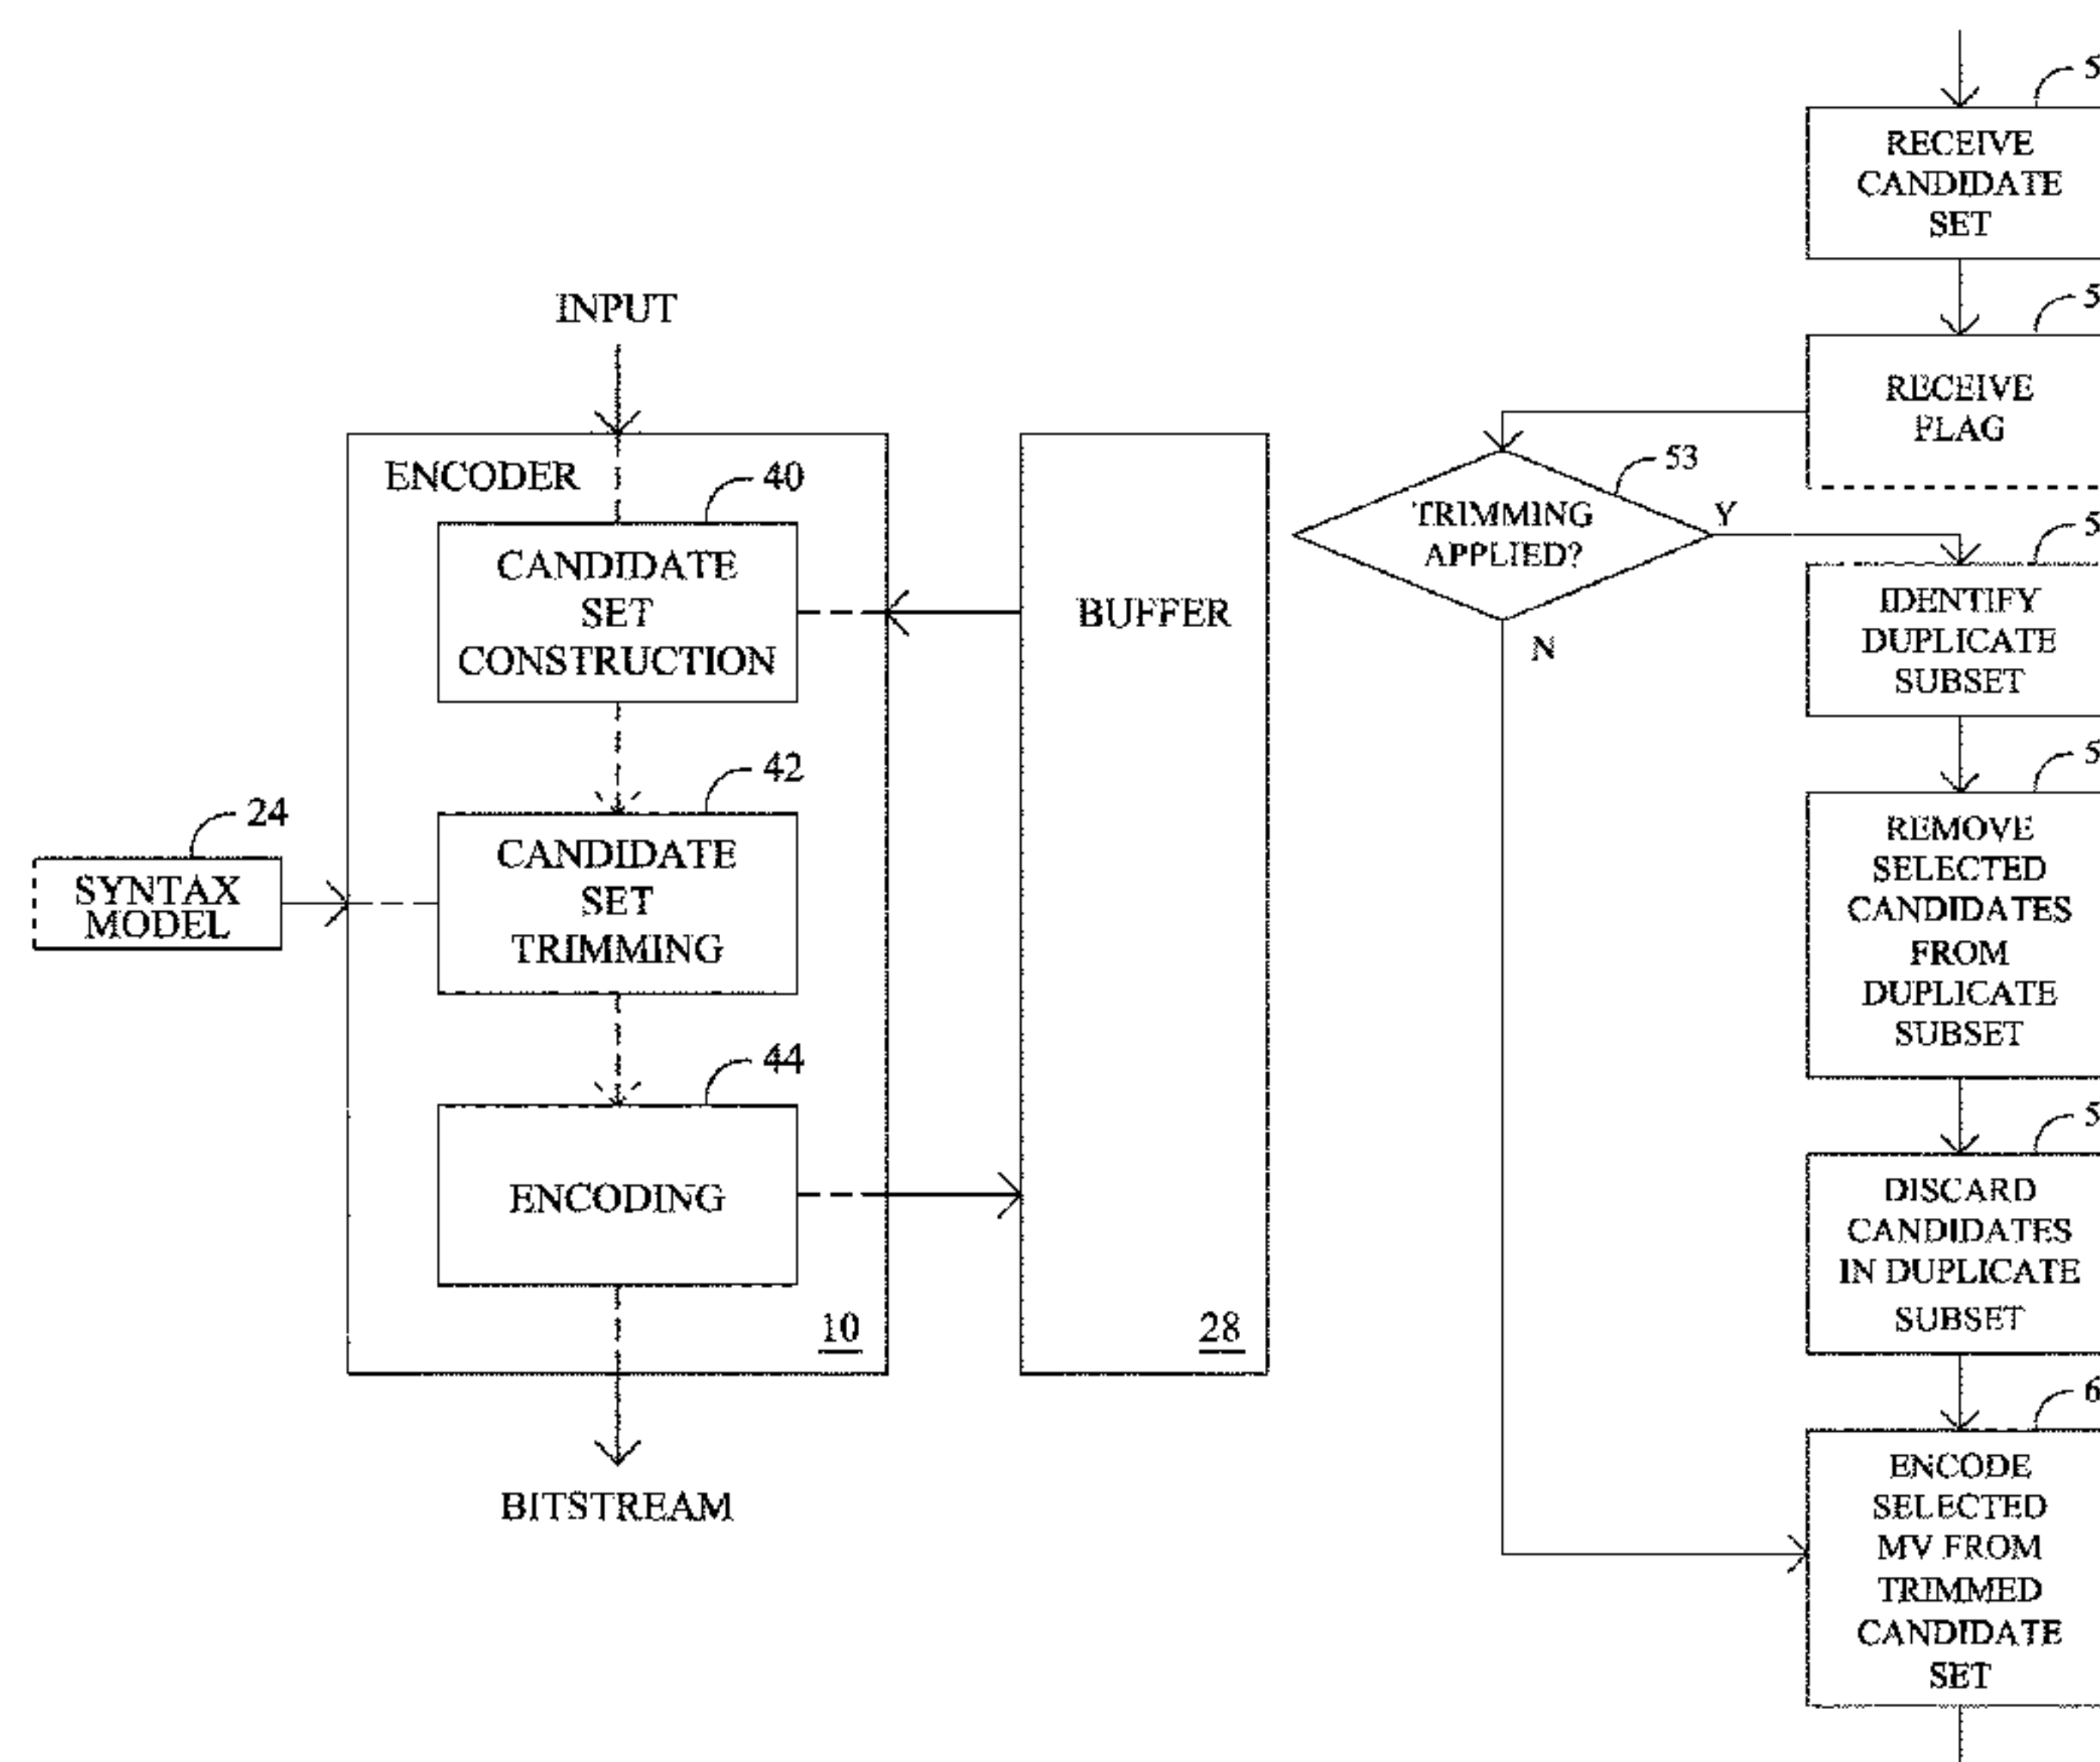 INPUT
ENCODER
40
CANDIDATE
SET
CONSTRUCTION
42
CANDIDATE
SET
TRIMMING
24
SYNTAX
MODEL
44
ENCODING
10
BITSTREAM
BUFFER
28
RECEIVE
CANDIDATE
SET
RECEIVE
FLAG
53
TRIMMING
APPLIED?
Y
N
IDENTIFY
DUPLICATE
SUBSET
REMOVE
SELECTED
CANDIDATES
FROM
DUPLICATE
SUBSET
DISCARD
CANDIDATES
IN DUPLICATE
SUBSET
ENCODE
SELECTED
MV FROM
TRIMMED
CANDIDATE
SET